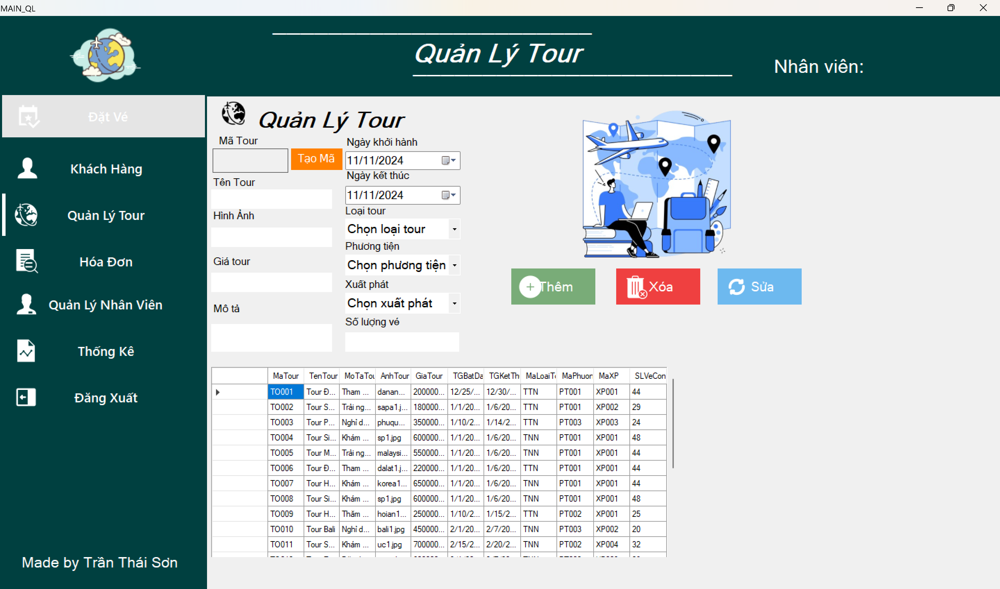 MAIN_QL
Quản Lý Tour
Nhân viên:
Đặt Vé
Khách Hàng
Quản Lý Tour
Hóa Đơn
Quản Lý Nhân Viên
Thống Kê
Đăng Xuất
Made by Trần Thái Sơn
Quản Lý Tour
Mã Tour
Tạo Mã
Tên Tour
Hình Ảnh
Giá tour
Mô tả
Ngày khởi hành
11/11/2024
Ngày kết thúc
11/11/2024
Loại tour
Chọn loại tour
Phương tiện
Chọn phương tiện
Xuất phát
Chọn xuất phát
Số lượng vé
Thêm
Xóa
Sửa
MaTour TenTour MoTaTou AnhTour GiaTour TGBatDa TGKetTh MaLoaiT MaPhuon MaXP SLVeCon
TO001 Tour Đ... Tham ... danan... 200000... 12/25/... 12/30/... TTN PT001 XP001 44
TO002 Tour S... Trải ng... sapa1.j... 180000... 1/1/20... 1/6/20... TTN PT001 XP002 29
TO003 Tour P... Nghỉ d... phuqu... 350000... 1/10/2... 1/14/2... TTN PT003 XP003 24
TO004 Tour Si... Khám ... sp1.jpg 600000... 1/1/20... 1/6/20... TNN PT001 XP001 48
TO005 Tour M... Trải ng... malaysi... 550000... 1/1/20... 1/6/20... TNN PT001 XP001 44
TO006 Tour Đ... Tham ... dalat1.j... 220000... 1/1/20... 1/6/20... TTN PT001 XP001 44
TO007 Tour H... Khám ... korea1... 650000... 1/1/20... 1/6/20... TNN PT001 XP001 44
TO008 Tour Si... Khám ... sp1.jpg 600000... 1/1/20... 1/6/20... TNN PT001 XP001 48
TO009 Tour H... Thăm ... hoian1... 250000... 1/10/2... 1/15/2... TTN PT002 XP001 25
TO010 Tour Bali Nghỉ d... bali1.jpg 450000... 2/1/20... 2/7/20... TNN PT003 XP002 20
TO011 Tour S... Khám ... uc1.jpg 700000... 2/15/2... 2/20/2... TNN PT002 XP004 32